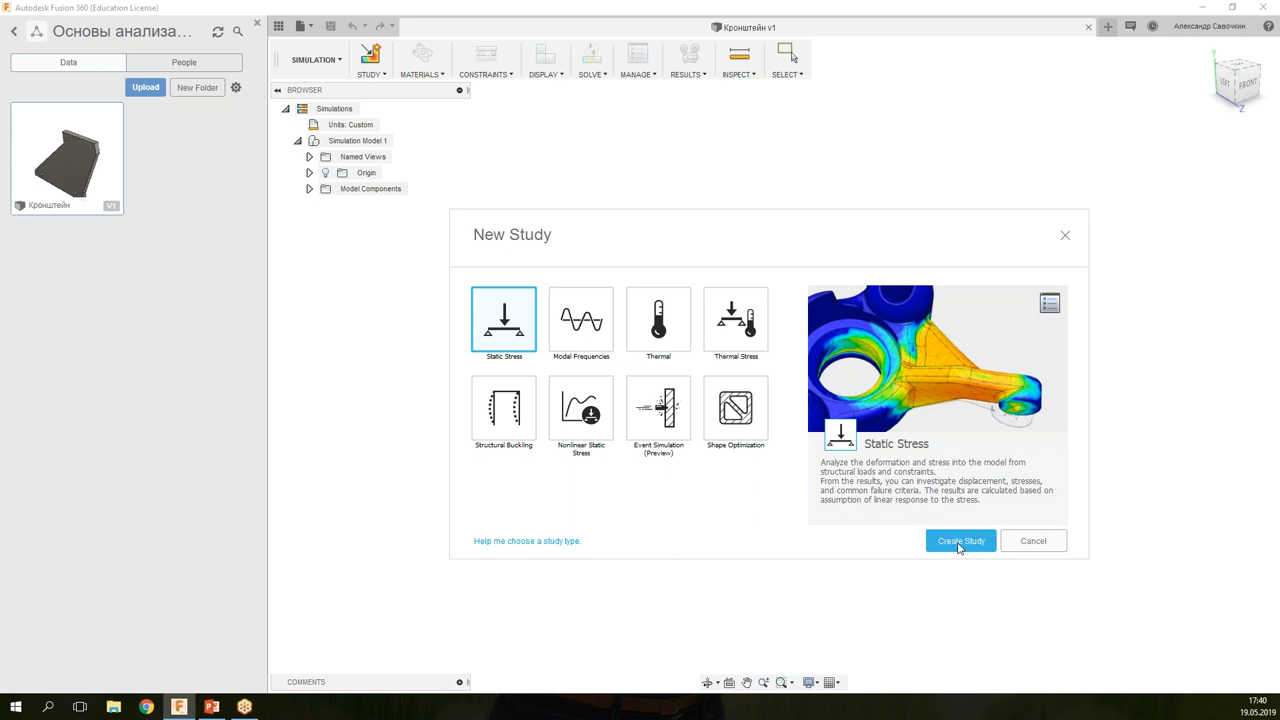 Autodesk Fusion 360 (Education License)
Основы анализа...
Data
People
Upload
New Folder
Кронштейн
V1
Кронштейн v1
Александр Савочкин
SIMULATION
STUDY
MATERIALS
CONSTRAINTS
DISPLAY
SOLVE
MANAGE
RESULTS
INSPECT
SELECT
LEFT
FRONT
Y
Z
BROWSER
Simulations
Units: Custom
Simulation Model 1
Named Views
Origin
Model Components
New Study
Static Stress
Modal Frequencies
Thermal
Thermal Stress
Structural Buckling
Nonlinear Static
Stress
Event Simulation
(Preview)
Shape Optimization
Static Stress
Analyze the deformation and stress into the model from
structural loads and constraints.
From the results, you can investigate displacement, stresses,
and common failure criteria. The results are calculated based on
assumption of linear response to the stress.
Help me choose a study type.
Create Study
Cancel
COMMENTS
17:40
19.05.2019